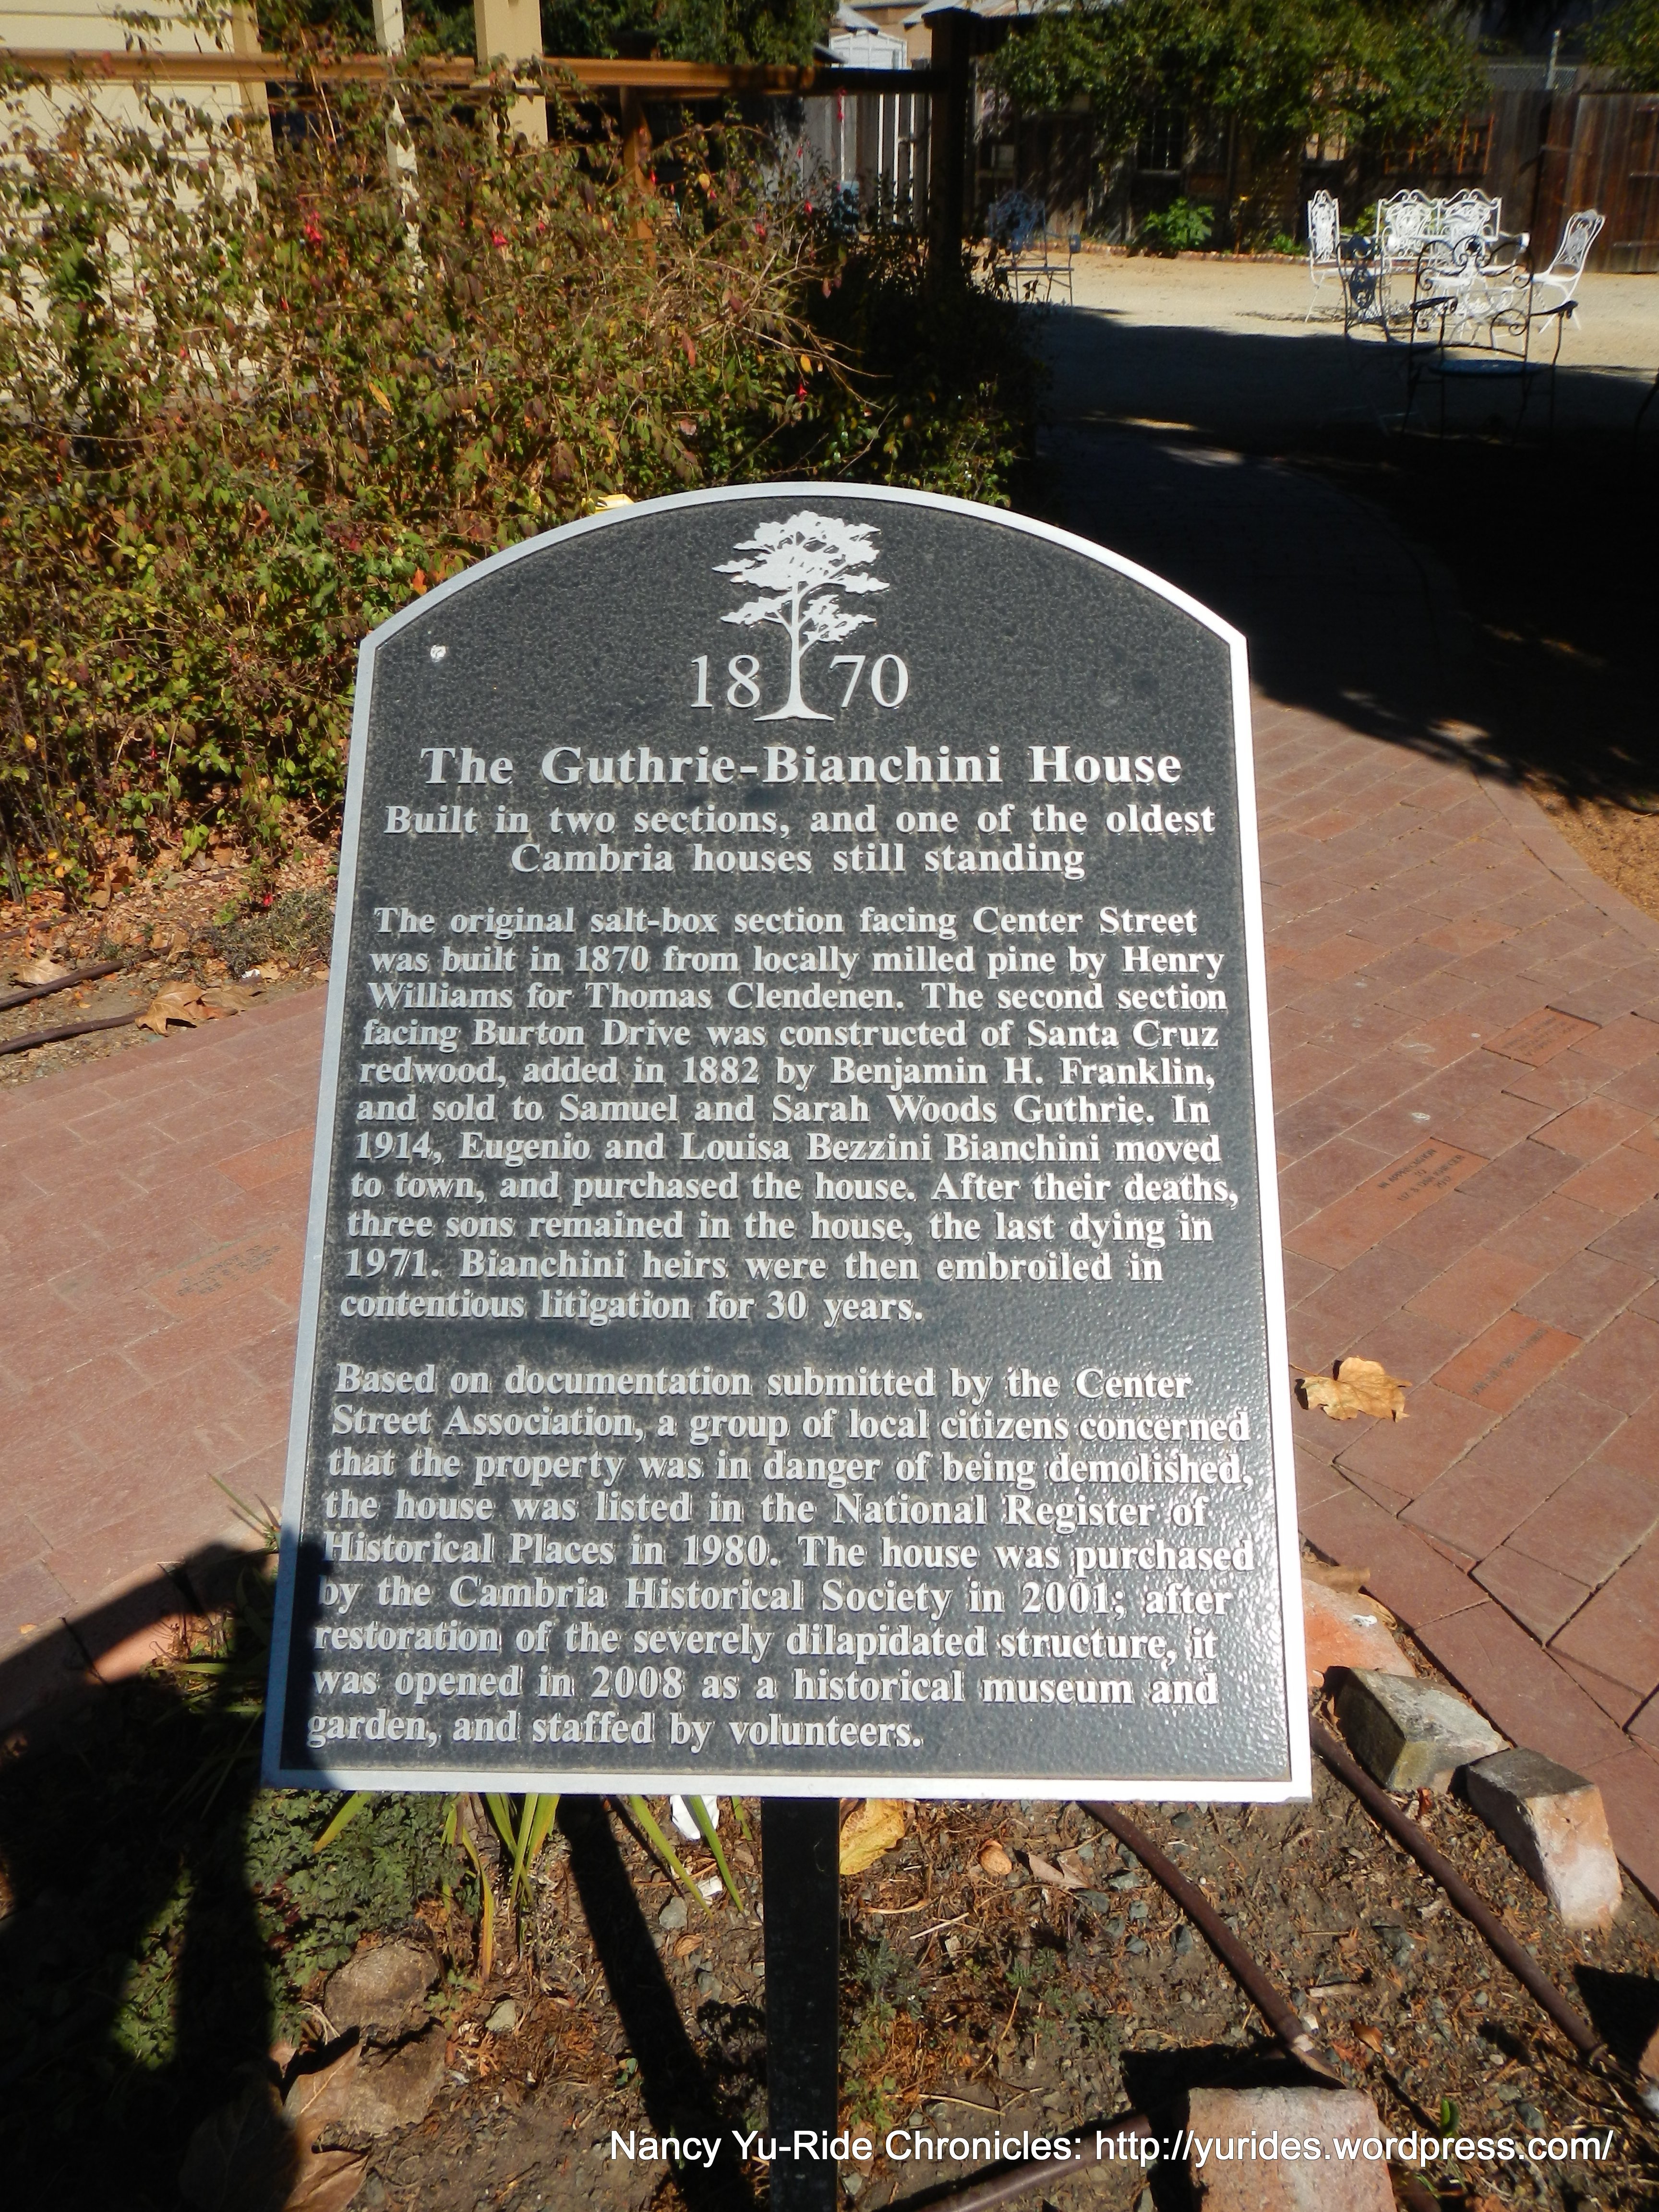 18 70
The Guthrie-Bianchini House
Built in two sections, and one of the oldest
Cambria houses still standing
The original salt-box section facing Center Street
was built in 1870 from locally milled pine by Henry
Williams for Thomas Clendenen. The second section
facing Burton Drive was constructed of Santa Cruz
redwood, added in 1882 by Benjamin H. Franklin,
and sold to Samuel and Sarah Woods Guthrie. In
1914, Eugenio and Louisa Bezzini Bianchini moved
to town, and purchased the house. After their deaths,
three sons remained in the house, the last dying in
1971. Bianchini heirs were then embroiled in
contentious litigation for 30 years.
Based on documentation submitted by the Center
Street Association, a group of local citizens concerned
that the property was in danger of being demolished,
the house was listed in the National Register of
Historical Places in 1980. The house was purchased
by the Cambria Historical Society in 2001; after
restoration of the severely dilapidated structure, it
was opened in 2008 as a historical museum and
garden, and staffed by volunteers.
Nancy Yu-Ride Chronicles: http://yurides.wordpress.com/